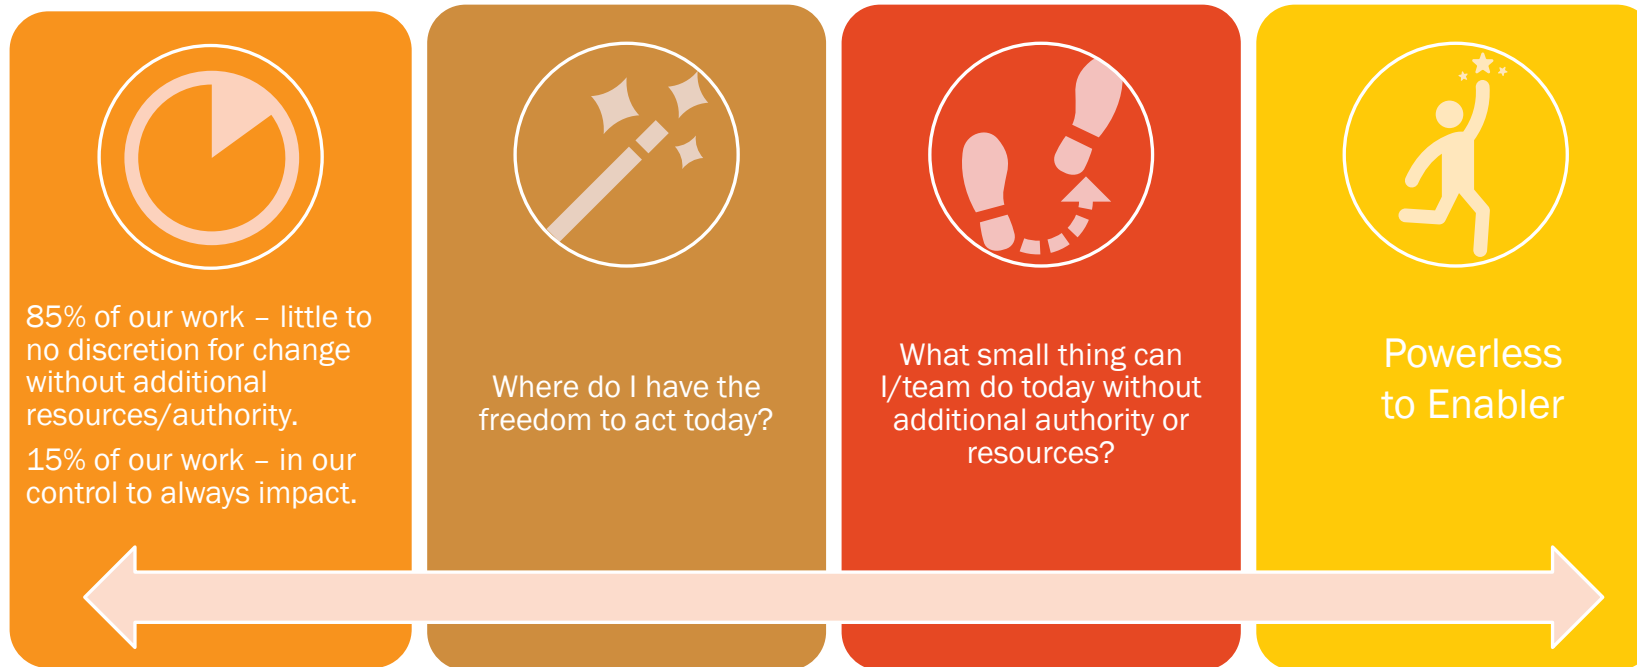 85% of our work – little to
no discretion for change
without additional
resources/authority.
15% of our work – in our
control to always impact.
Where do I have the
freedom to act today?
What small thing can
I/team do today without
additional authority or
resources?
Powerless
to Enabler